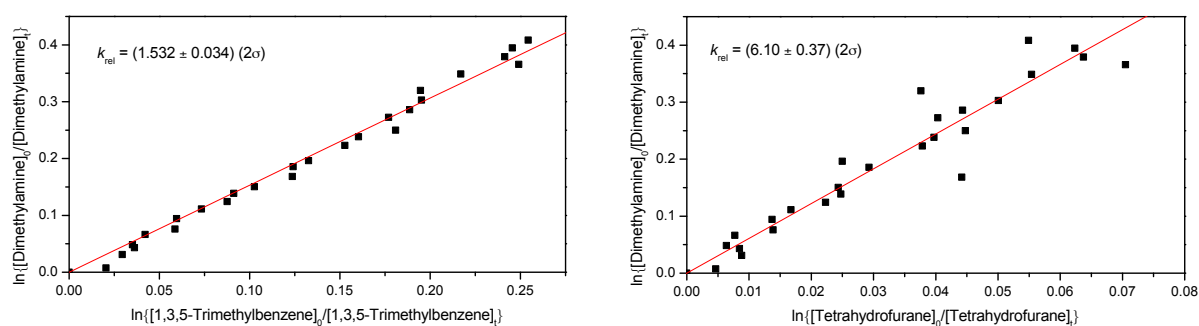 k_rel = (1.532 ± 0.034) (2σ)
ln{[Dimethylamine]₀/[Dimethylamine]ₜ}
0.4
0.3
0.2
0.1
0.0
0.00 0.05 0.10 0.15 0.20 0.25
ln{[1,3,5-Trimethylbenzene]₀/[1,3,5-Trimethylbenzene]ₜ}
k_rel = (6.10 ± 0.37) (2σ)
ln{[Dimethylamine]₀/[Dimethylamine]ₜ}
0.4
0.3
0.2
0.1
0.0
0.00 0.01 0.02 0.03 0.04 0.05 0.06 0.07 0.08
ln{[Tetrahydrofurane]₀/[Tetrahydrofurane]ₜ}